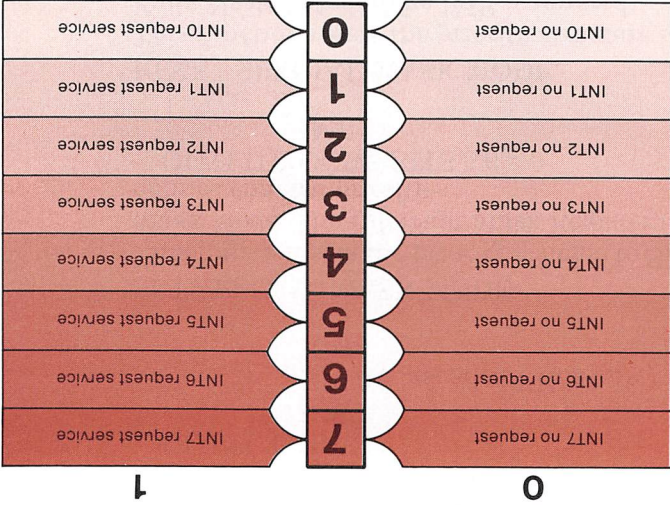 0 1
INT7 no request 7 INT7 request service
INT6 no request 6 INT6 request service
INT5 no request 5 INT5 request service
INT4 no request 4 INT4 request service
INT3 no request 3 INT3 request service
INT2 no request 2 INT2 request service
INT1 no request 1 INT1 request service
INT0 no request 0 INT0 request service